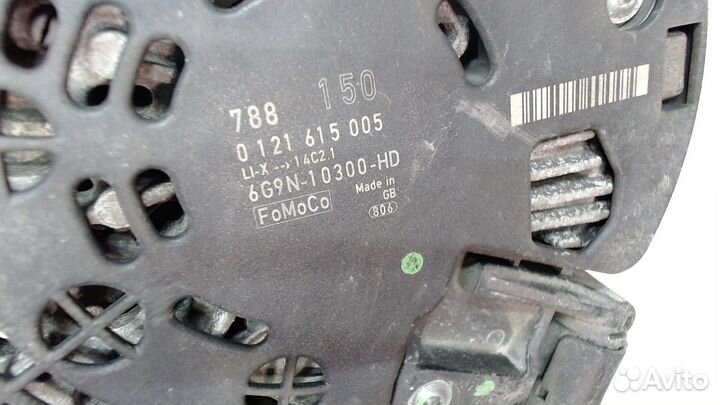 788 150
0 121 615 005
LI-X --> 14C2.1
6G9N-10300-HD
FoMoCo
Made in
GB
806
Avito